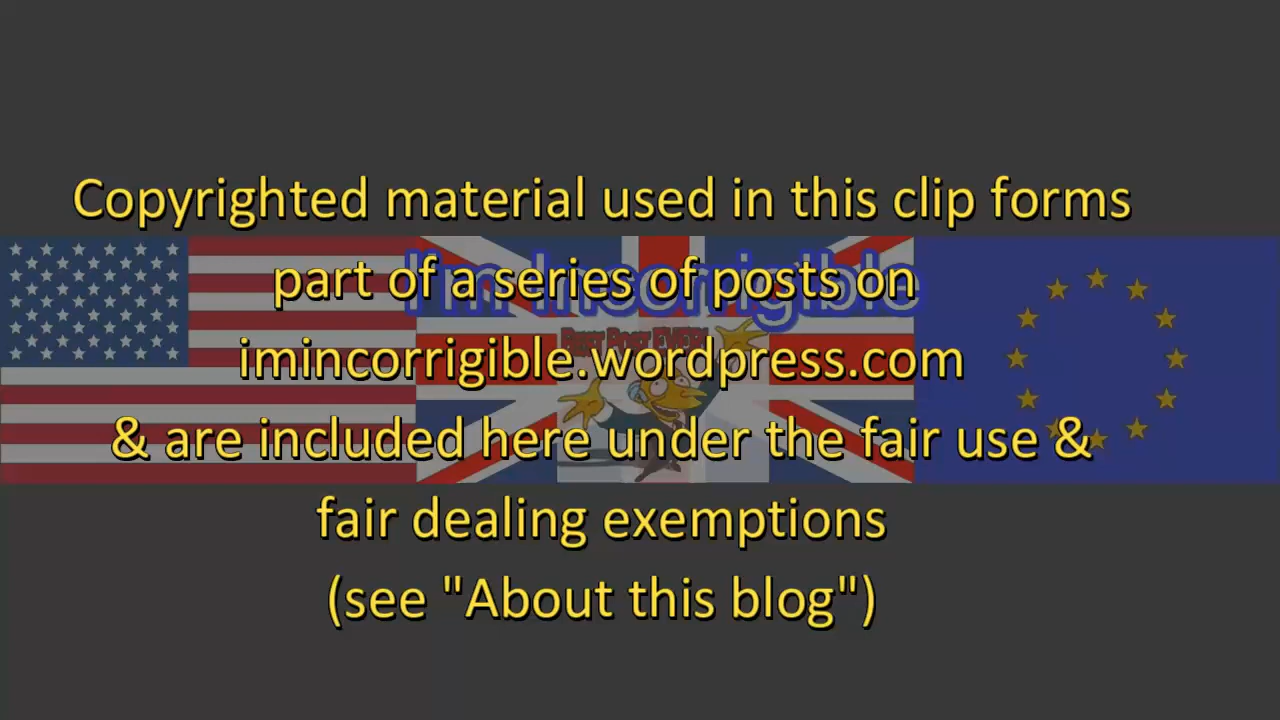 Copyrighted material used in this clip forms
part of a series of posts on
I'm Incorrigible
imincorrigible.wordpress.com
& are included here under the fair use &
fair dealing exemptions
(see "About this blog")